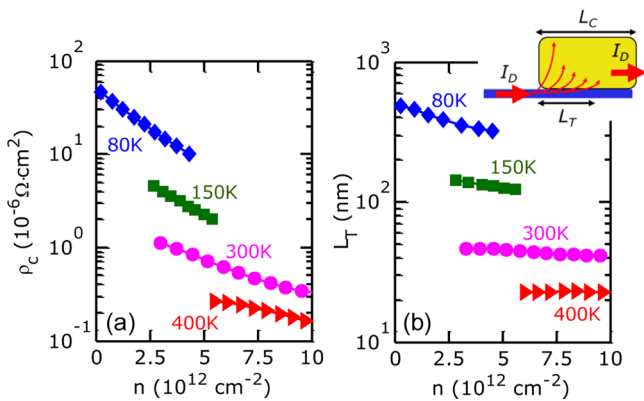 L_C
I_D
I_D
L_T
(a)
10^2
10^1
10^0
10^-1
80K
150K
300K
400K
ρ_C (10^-6Ω·cm^2)
0 2.5 5 7.5 10
n (10^12 cm^-2)
(b)
10^3
10^2
10^1
80K
150K
300K
400K
L_T (nm)
0 2.5 5 7.5 10
n (10^12 cm^-2)